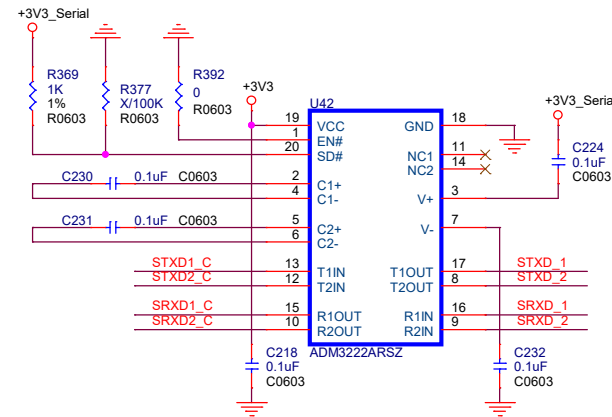 +3V3_Serial
R369
1K
1%
R0603
R377
X/100K
R0603
R392
0
R0603
+3V3
U42
19
VCC
GND
18
1
EN#
20
SD#
NC1
11
NC2
14
+3V3_Serial
C224
0.1uF
C0603
C230
0.1uF
C0603
2
C1+
4
C1-
V+
3
C231
0.1uF
C0603
5
C2+
6
C2-
V-
7
STXD1_C
13
T1IN
T1OUT
17
STXD_1
STXD2_C
12
T2IN
T2OUT
8
STXD_2
SRXD1_C
15
R1OUT
R1IN
16
SRXD_1
SRXD2_C
10
R2OUT
R2IN
9
SRXD_2
ADM3222ARSZ
C218
0.1uF
C0603
C232
0.1uF
C0603